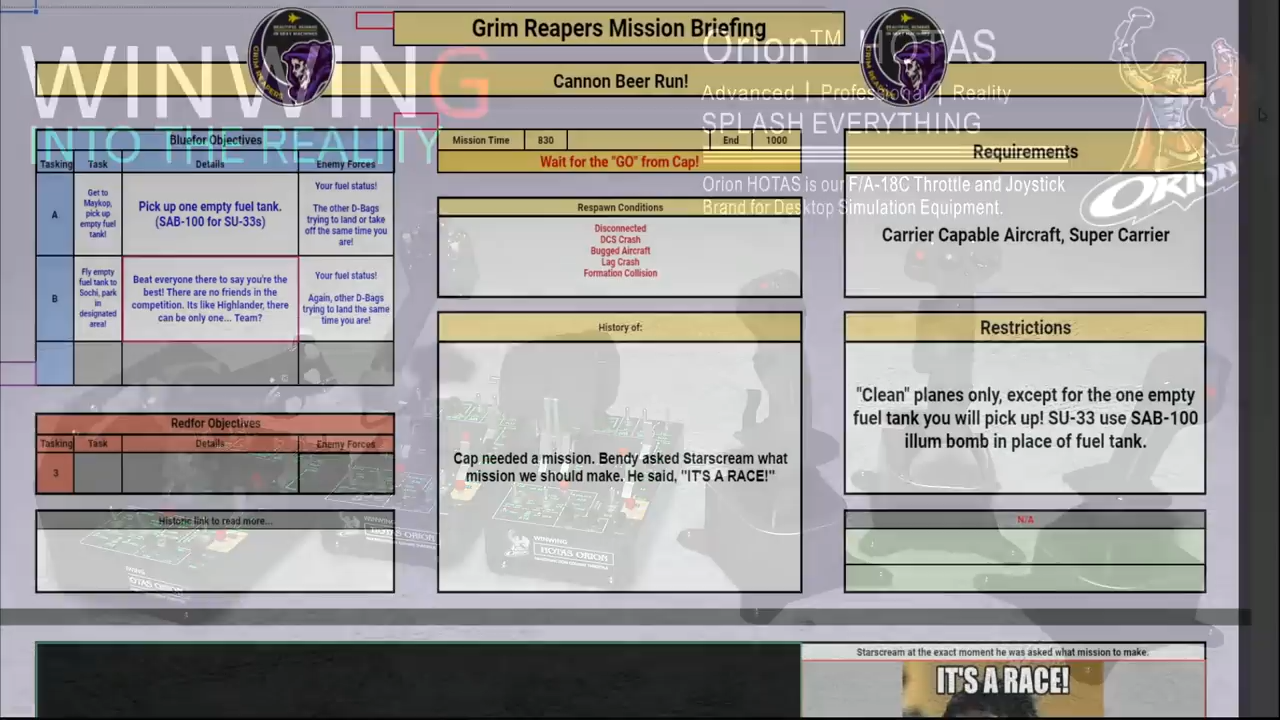 Grim Reapers Mission Briefing
Cannon Beer Run!
WINWING
INTO THE REALITY
Orion™ HOTAS
Advanced | Professional | Reality
SPLASH EVERYTHING
Orion HOTAS is our F/A-18C Throttle and Joystick
Brand for Desktop Simulation Equipment.
ORION
Bluefor Objectives
Tasking Task Details Enemy Forces
A
Get to
Maykop,
pick up
empty fuel
tank!
Pick up one empty fuel tank.
(SAB-100 for SU-33s)
Your fuel status!
The other D-Bags
trying to land or take
off the same time you
are!
B
Fly empty
fuel tank to
Sochi, park
in
designated
area!
Beat everyone there to say you're the
best! There are no friends in the
competition. Its like Highlander, there
can be only one... Team?
Your fuel status!
Again, other D-Bags
trying to land the same
time you are!
Redfor Objectives
Tasking Task Details Enemy Forces
3
Historic link to read more...
Mission Time 830 End 1000
Wait for the "GO" from Cap!
Respawn Conditions
Disconnected
DCS Crash
Bugged Aircraft
Lag Crash
Formation Collision
History of:
Cap needed a mission. Bendy asked Starscream what
mission we should make. He said, "IT'S A RACE!"
Requirements
Carrier Capable Aircraft, Super Carrier
Restrictions
"Clean" planes only, except for the one empty
fuel tank you will pick up! SU-33 use SAB-100
illum bomb in place of fuel tank.
N/A
WINWING
HOTAS ORION
WINWING
HOTAS ORION
WINWING
HOTAS ORION
Starscream at the exact moment he was asked what mission to make.
IT'S A RACE!